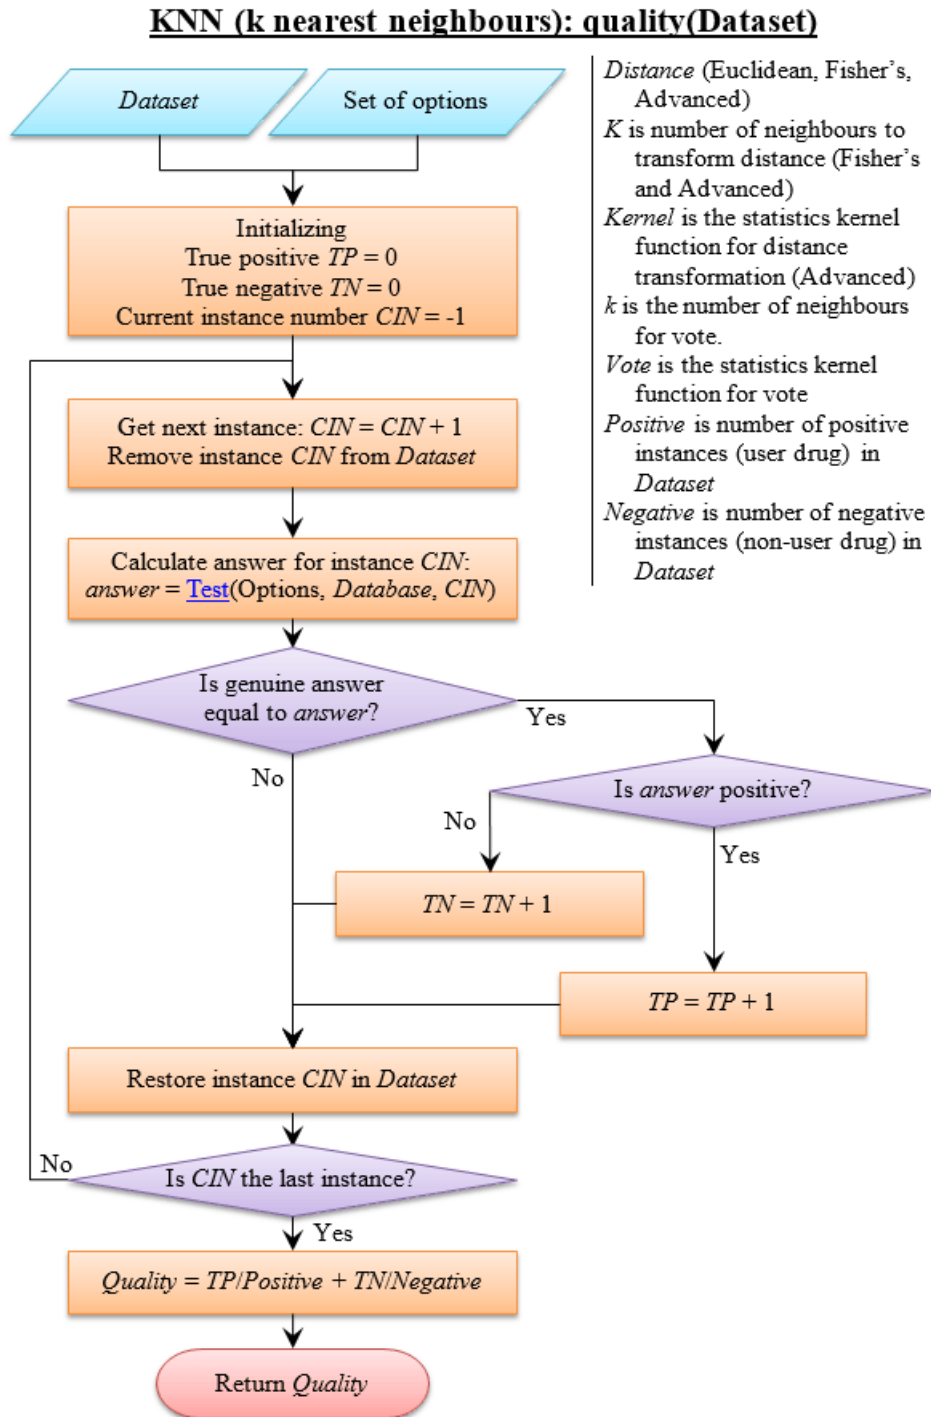 KNN (k nearest neighbours): quality(Dataset)
Dataset
Set of options
Distance (Euclidean, Fisher's,
Advanced)
K is number of neighbours to
transform distance (Fisher's
and Advanced)
Kernel is the statistics kernel
function for distance
transformation (Advanced)
k is the number of neighbours
for vote.
Vote is the statistics kernel
function for vote
Positive is number of positive
instances (user drug) in
Dataset
Negative is number of negative
instances (non-user drug) in
Dataset
Initializing
True positive TP = 0
True negative TN = 0
Current instance number CIN = -1
Get next instance: CIN = CIN + 1
Remove instance CIN from Dataset
Calculate answer for instance CIN:
answer = Test(Options, Database, CIN)
Is genuine answer
equal to answer?
Yes
No
Is answer positive?
No
Yes
TN = TN + 1
TP = TP + 1
Restore instance CIN in Dataset
No
Is CIN the last instance?
Yes
Quality = TP/Positive + TN/Negative
Return Quality